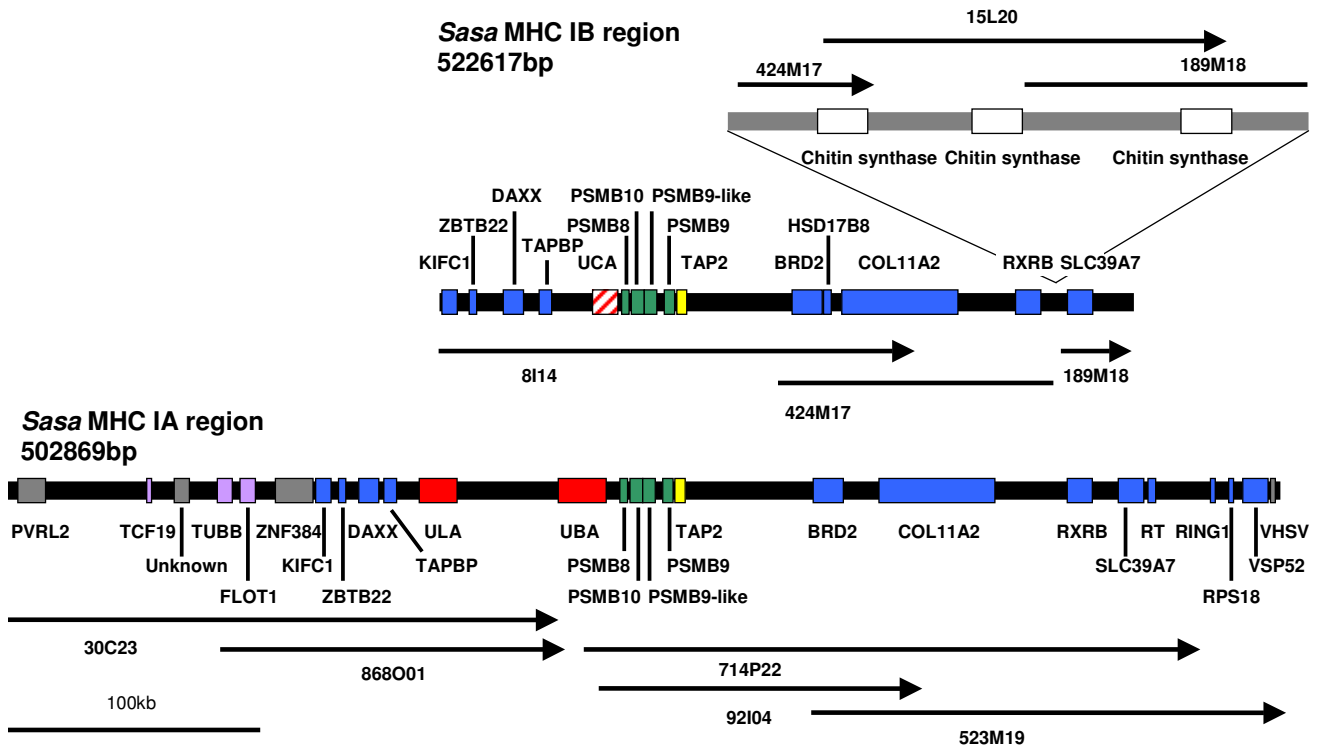 Sasa MHC IB region
522617bp
15L20
424M17
189M18
Chitin synthase Chitin synthase Chitin synthase
DAXX PSMB10 PSMB9-like
ZBTB22 PSMB8 PSMB9 HSD17B8
TAPBP
KIFC1 UCA TAP2 BRD2 COL11A2 RXRB SLC39A7
8I14
189M18
424M17
Sasa MHC IA region
502869bp
PVRL2 TCF19 TUBB ZNF384 DAXX ULA UBA TAP2 BRD2 COL11A2 RXRB RT RING1 VHSV
Unknown KIFC1 TAPBP PSMB8 PSMB9 SLC39A7 VSP52
FLOT1 ZBTB22 PSMB10 PSMB9-like RPS18
30C23
868O01
714P22
100kb
92I04
523M19